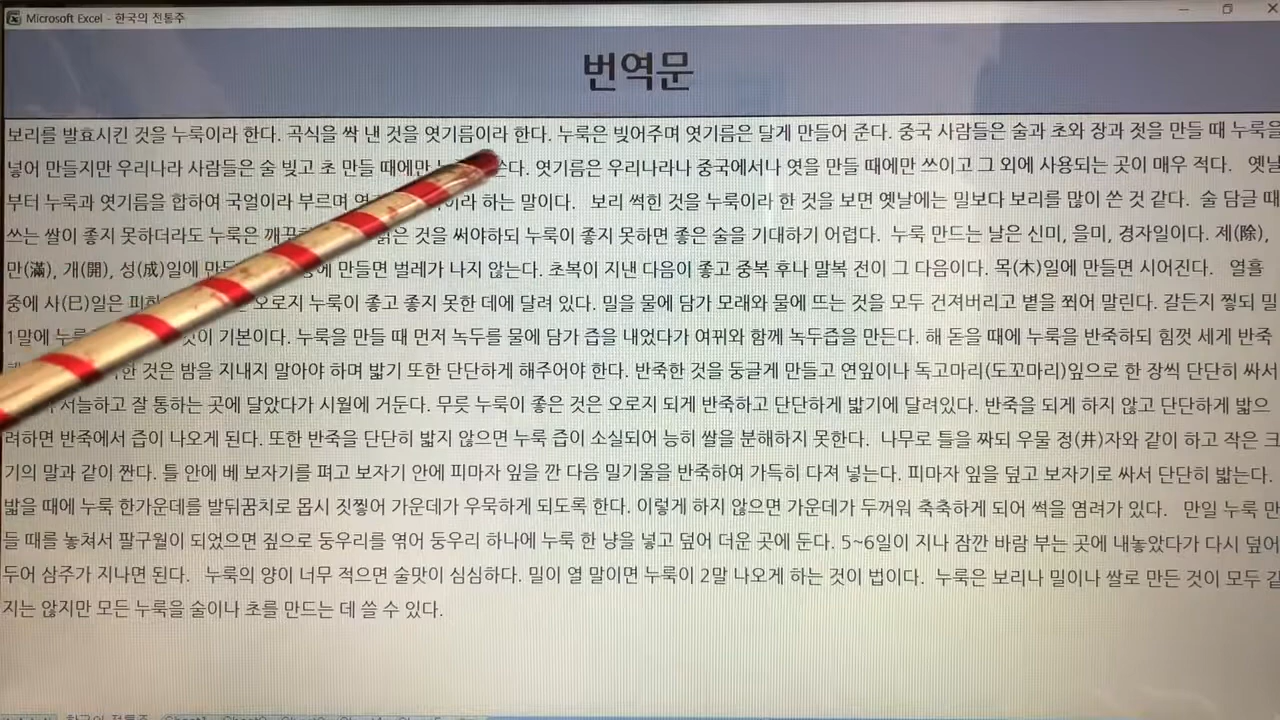 Microsoft Excel - 한국의 전통주
번역문
보리를 발효시킨 것을 누룩이라 한다. 곡식을 싹 낸 것을 엿기름이라 한다. 누룩은 빚어주며 엿기름은 달게 만들어 준다. 중국 사람들은 술과 초와 장과 젓을 만들 때 누룩을
넣어 만들지만 우리나라 사람들은 술 빚고 초 만들 때에만 쓴다. 엿기름은 우리나라나 중국에서나 엿을 만들 때에만 쓰이고 그 외에 사용되는 곳이 매우 적다. 옛날
부터 누룩과 엿기름을 합하여 국얼이라 부르며 하는 말이다. 보리 썩힌 것을 누룩이라 한 것을 보면 옛날에는 밀보다 보리를 많이 쓴 것 같다. 술 담글 때
쓰는 쌀이 좋지 못하더라도 누룩은 것을 써야하되 누룩이 좋지 못하면 좋은 술을 기대하기 어렵다. 누룩 만드는 날은 신미, 을미, 경자일이다. 제(除),
만(滿), 개(開), 성(成)일에 만들면 벌레가 나지 않는다. 초복이 지낸 다음이 좋고 중복 후나 말복 전이 그 다음이다. 목(木)일에 만들면 시어진다. 열흘
중에 사(巳)일은 오로지 누룩이 좋고 좋지 못한 데에 달려 있다. 밀을 물에 담가 모래와 물에 뜨는 것을 모두 건져버리고 볕을 쬐어 말린다. 갈든지 찧되 밀
1말에 기본이다. 누룩을 만들 때 먼저 녹두를 물에 담가 즙을 내었다가 여뀌와 함께 녹두즙을 만든다. 해 돋을 때에 누룩을 반죽하되 힘껏 세게 반죽
것은 밤을 지내지 말아야 하며 밟기 또한 단단하게 해주어야 한다. 반죽한 것을 둥글게 만들고 연잎이나 독고마리(도꼬마리)잎으로 한 장씩 단단히 싸서
서늘하고 잘 통하는 곳에 달았다가 시월에 거둔다. 무릇 누룩이 좋은 것은 오로지 되게 반죽하고 단단하게 밟기에 달려있다. 반죽을 되게 하지 않고 단단하게 밟으
려하면 반죽에서 즙이 나오게 된다. 또한 반죽을 단단히 밟지 않으면 누룩 즙이 소실되어 능히 쌀을 분해하지 못한다. 나무로 틀을 짜되 우물 정(井)자와 같이 하고 작은 크
기의 말과 같이 짠다. 틀 안에 베 보자기를 펴고 보자기 안에 피마자 잎을 깐 다음 밀기울을 반죽하여 가득히 다져 넣는다. 피마자 잎을 덮고 보자기로 싸서 단단히 밟는다.
밟을 때에 누룩 한가운데를 발뒤꿈치로 몹시 짓찧어 가운데가 우묵하게 되도록 한다. 이렇게 하지 않으면 가운데가 두꺼워 축축하게 되어 썩을 염려가 있다. 만일 누룩 만
들 때를 놓쳐서 팔구월이 되었으면 짚으로 둥우리를 엮어 둥우리 하나에 누룩 한 냥을 넣고 덮어 더운 곳에 둔다. 5~6일이 지나 잠깐 바람 부는 곳에 내놓았다가 다시 덮어
두어 삼주가 지나면 된다. 누룩의 양이 너무 적으면 술맛이 심심하다. 밀이 열 말이면 누룩이 2말 나오게 하는 것이 법이다. 누룩은 보리나 밀이나 쌀로 만든 것이 모두 같
지는 않지만 모든 누룩을 술이나 초를 만드는 데 쓸 수 있다.